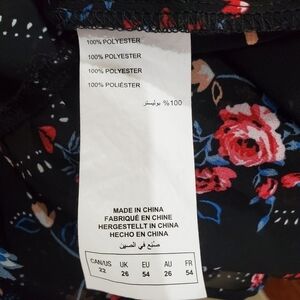 100% POLYESTER
100% POLYESTER
100% POLYESTER
100% POLIÉSTER
%100 بوليستر
MADE IN CHINA
FABRIQUÉ EN CHINE
HERGESTELLT IN CHINA
HECHO EN CHINA
صنع في الصين
CAN/US UK EU AU FR
22 26 54 26 54